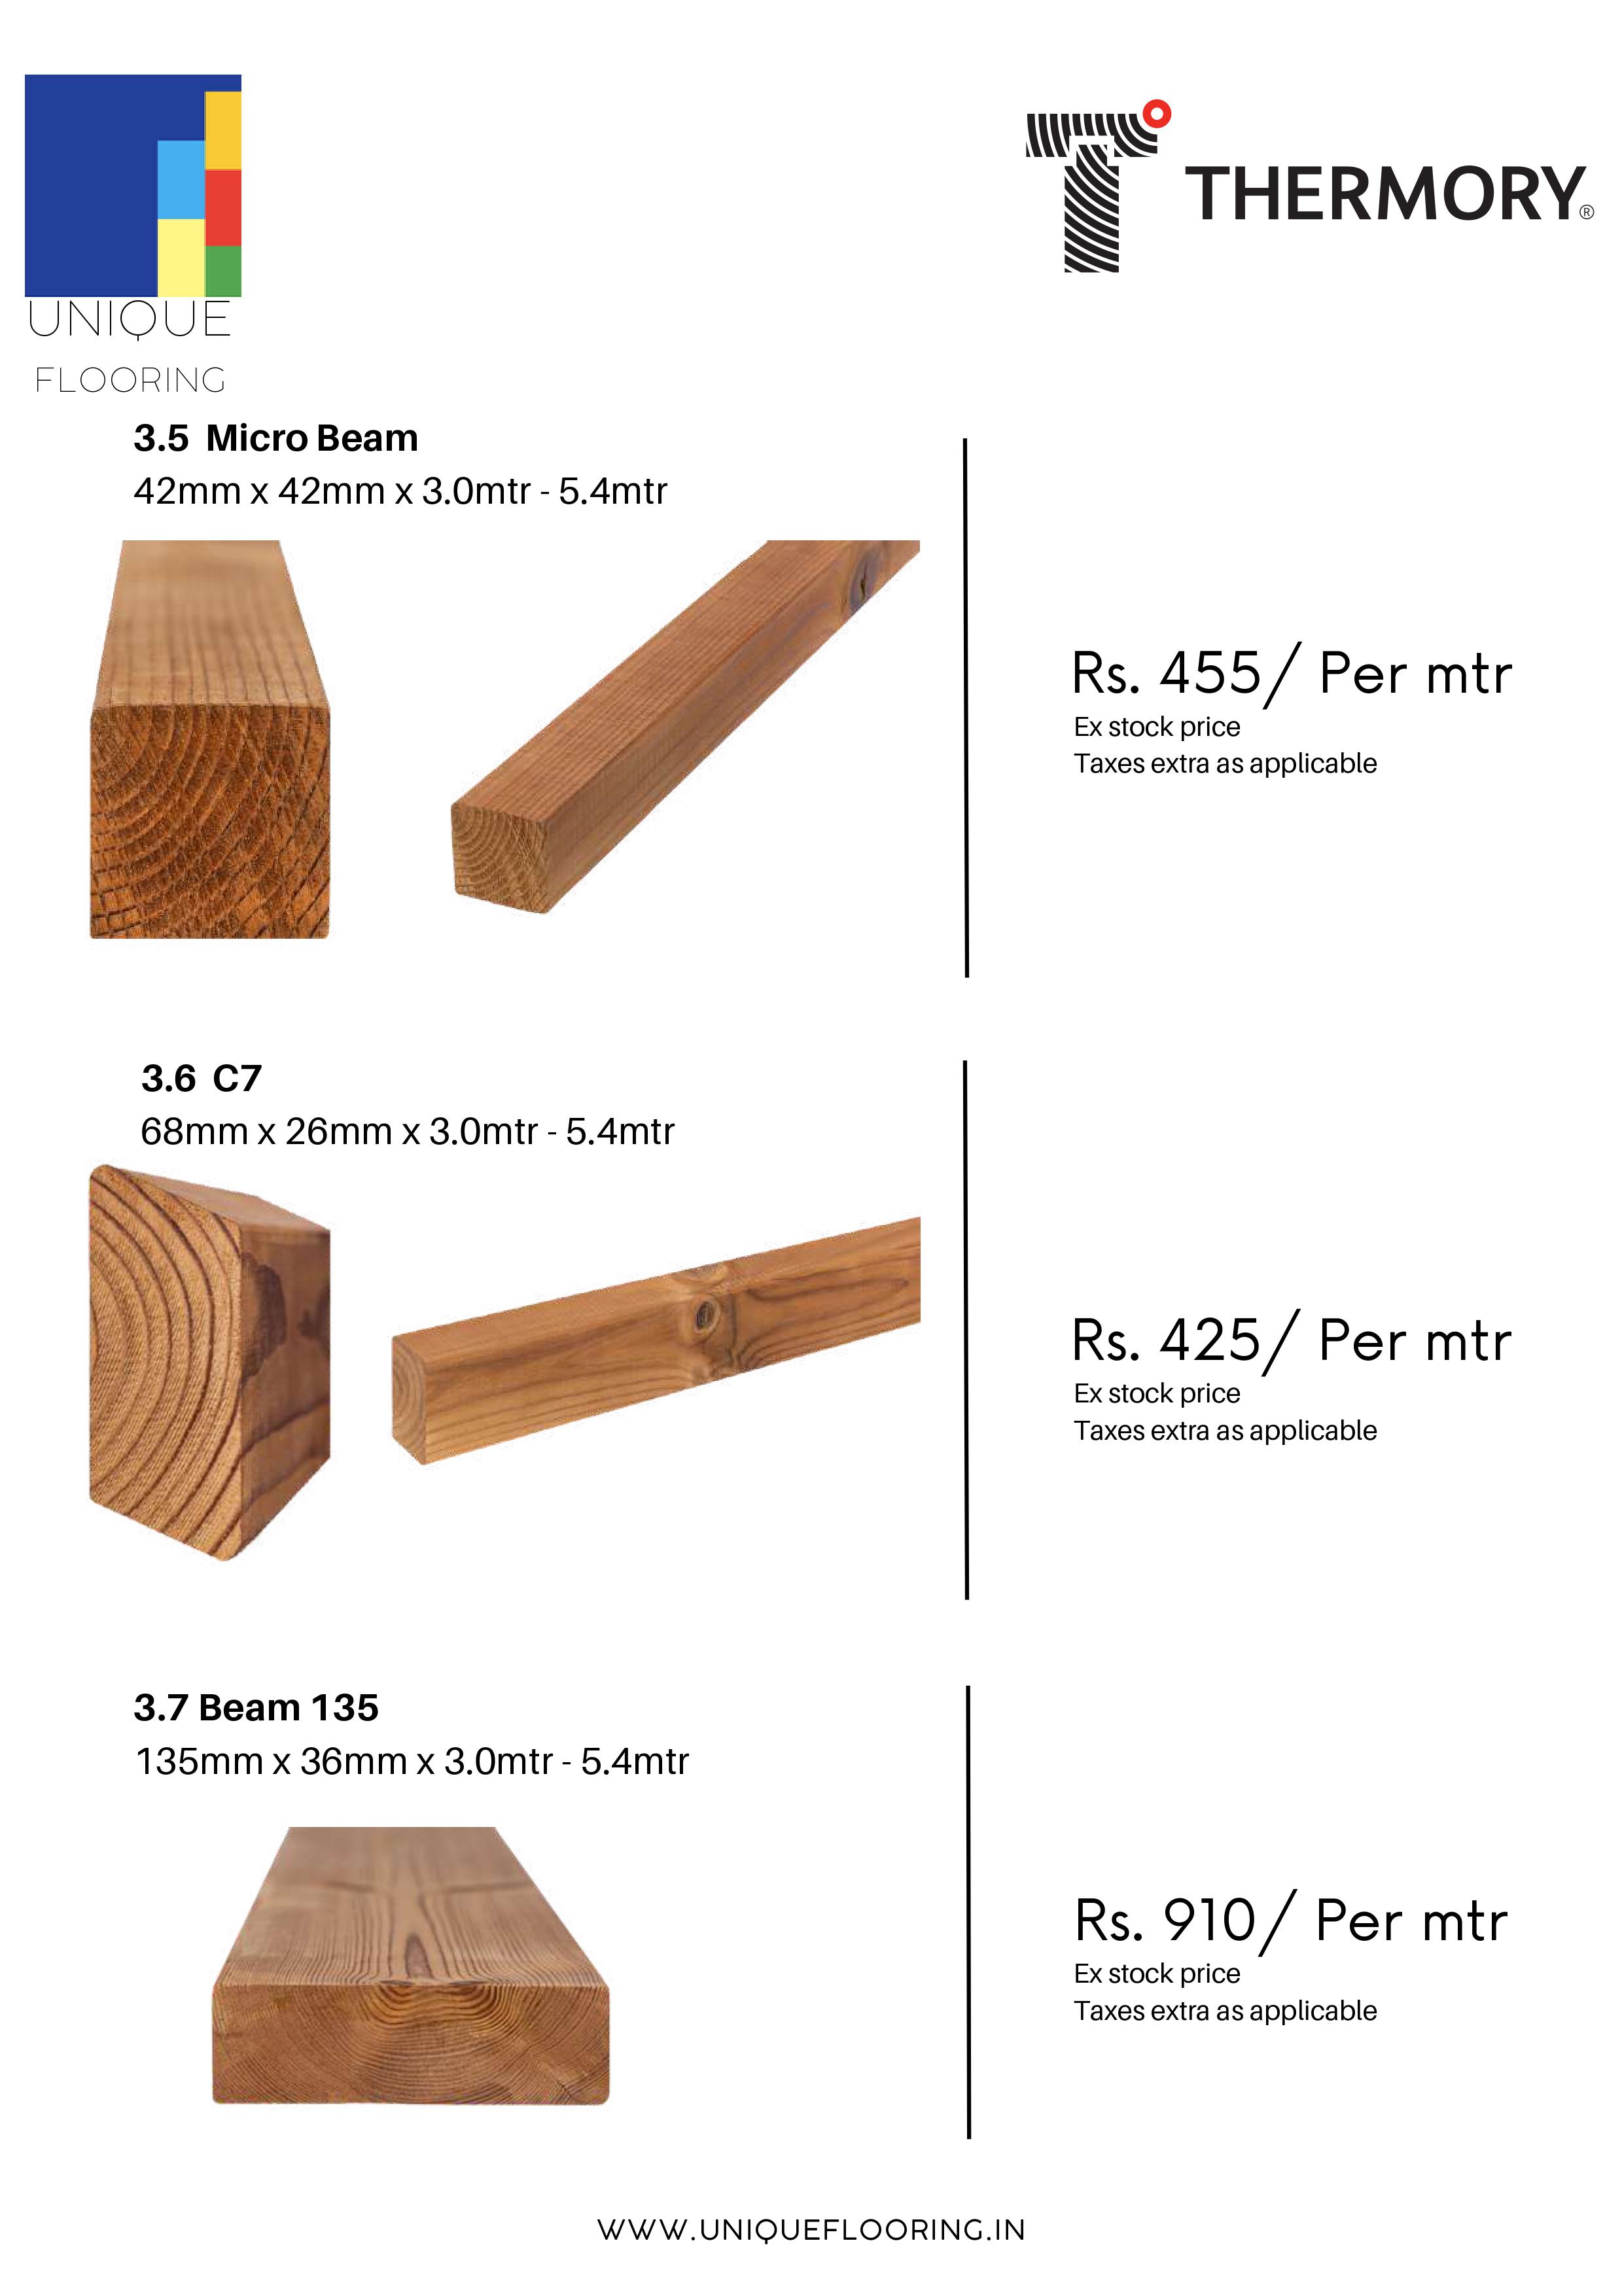 UNIQUE
FLOORING
THERMORY®
3.5 Micro Beam
42mm x 42mm x 3.0mtr - 5.4mtr
Rs. 455/ Per mtr
Ex stock price
Taxes extra as applicable
3.6 C7
68mm x 26mm x 3.0mtr - 5.4mtr
Rs. 425/ Per mtr
Ex stock price
Taxes extra as applicable
3.7 Beam 135
135mm x 36mm x 3.0mtr - 5.4mtr
Rs. 910/ Per mtr
Ex stock price
Taxes extra as applicable
WWW.UNIQUEFLOORING.IN